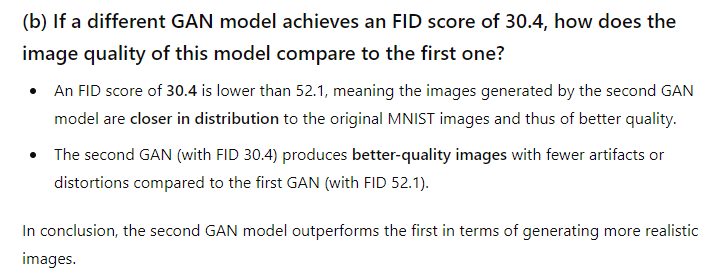 (b) If a different GAN model achieves an FID score of 30.4, how does the
image quality of this model compare to the first one?
• An FID score of 30.4 is lower than 52.1, meaning the images generated by the second GAN
model are closer in distribution to the original MNIST images and thus of better quality.
• The second GAN (with FID 30.4) produces better-quality images with fewer artifacts or
distortions compared to the first GAN (with FID 52.1).
In conclusion, the second GAN model outperforms the first in terms of generating more realistic
images.